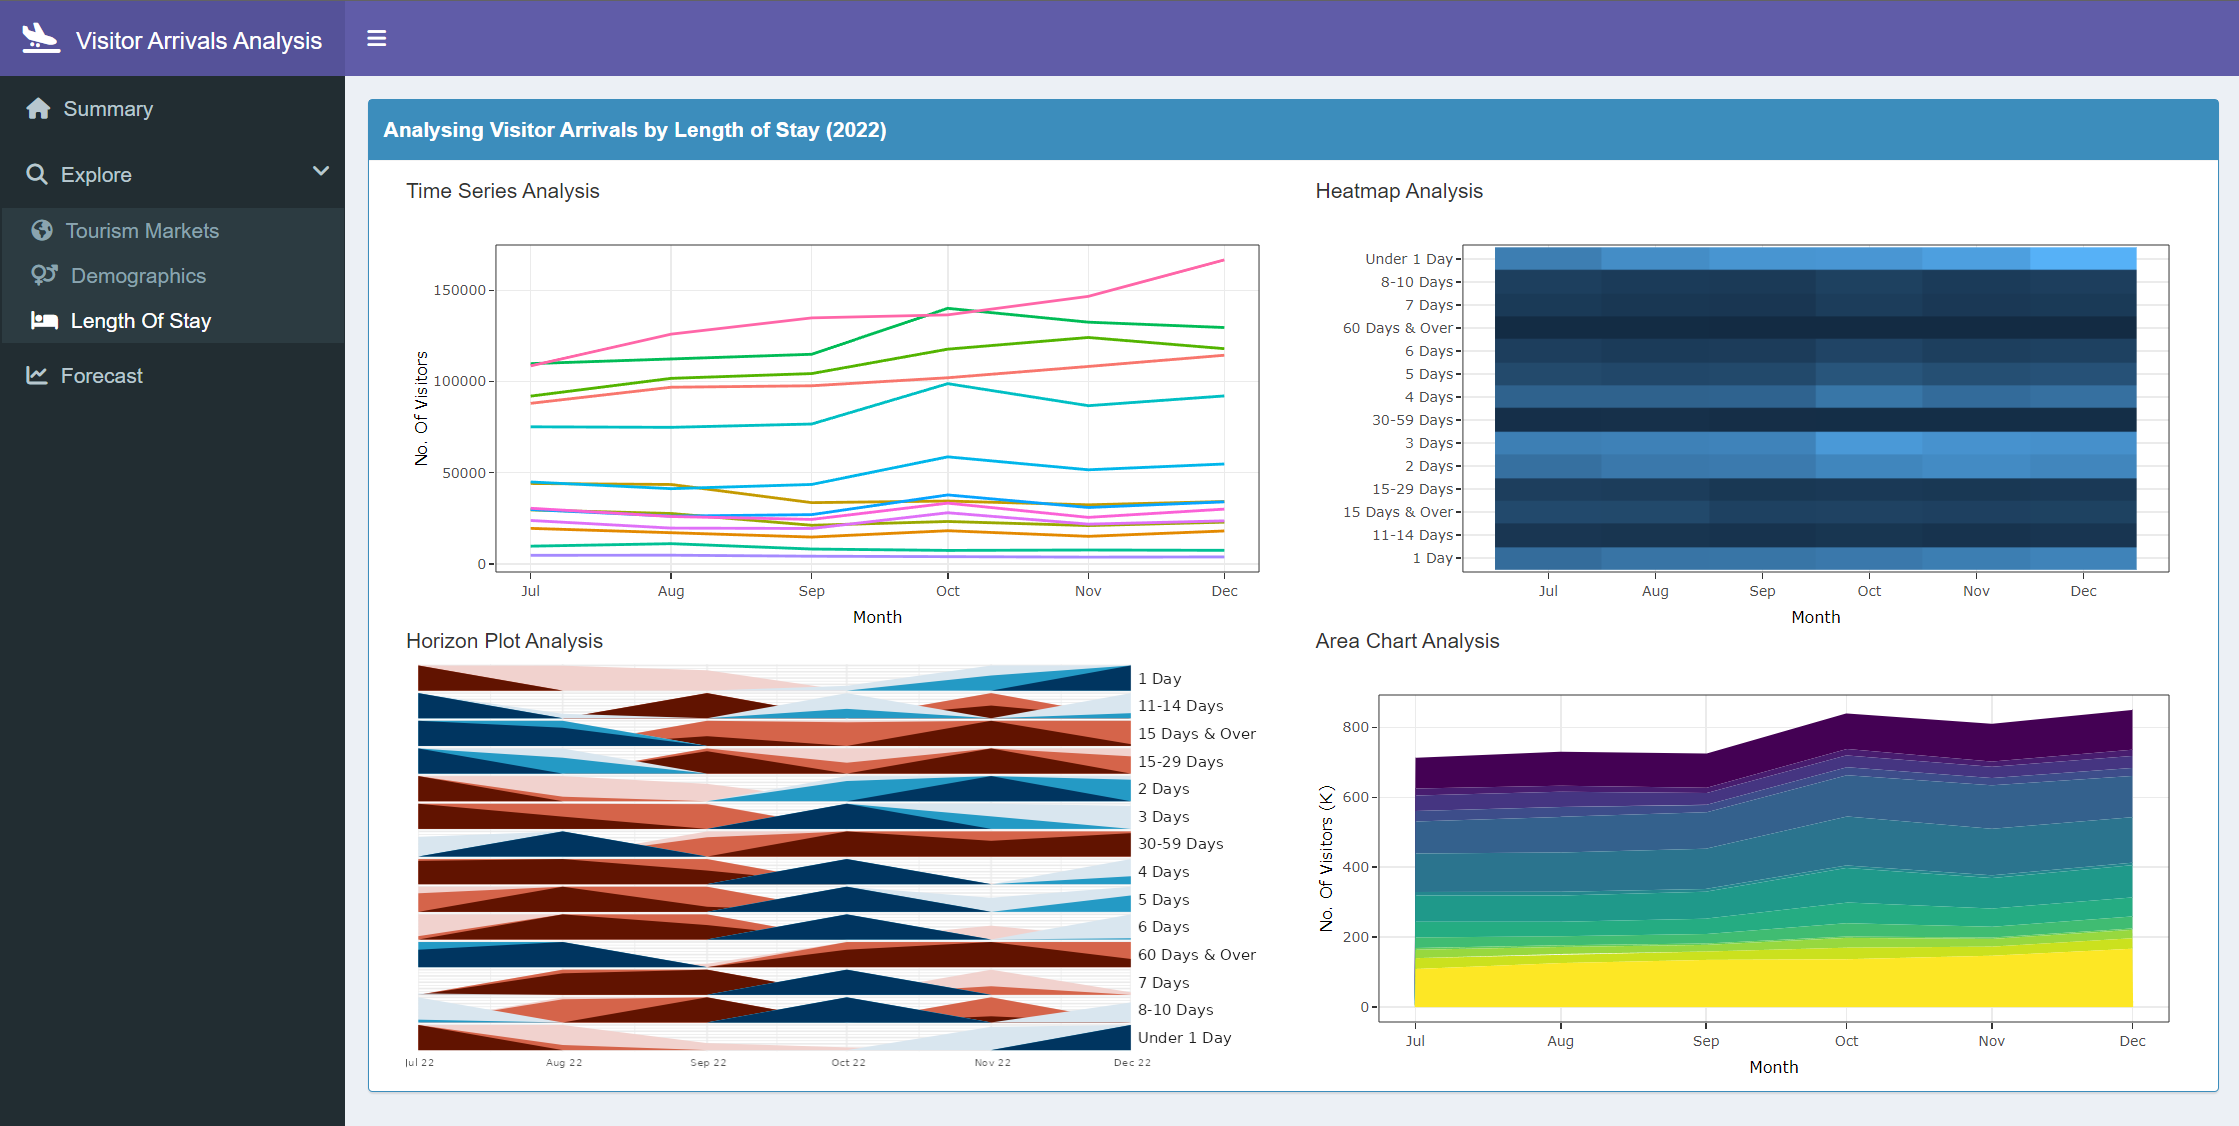 Visitor Arrivals Analysis
Summary
Explore
Tourism Markets
Demographics
Length Of Stay
Forecast
Analysing Visitor Arrivals by Length of Stay (2022)
Time Series Analysis
No. Of Visitors
150000
100000
50000
0
Jul Aug Sep Oct Nov Dec
Month
Heatmap Analysis
Under 1 Day
8-10 Days
7 Days
60 Days & Over
6 Days
5 Days
4 Days
30-59 Days
3 Days
2 Days
15-29 Days
15 Days & Over
11-14 Days
1 Day
Jul Aug Sep Oct Nov Dec
Month
Horizon Plot Analysis
1 Day
11-14 Days
15 Days & Over
15-29 Days
2 Days
3 Days
30-59 Days
4 Days
5 Days
6 Days
60 Days & Over
7 Days
8-10 Days
Under 1 Day
Jul 22 Aug 22 Sep 22 Oct 22 Nov 22 Dec 22
Area Chart Analysis
No. Of Visitors (K)
800
600
400
200
0
Jul Aug Sep Oct Nov Dec
Month